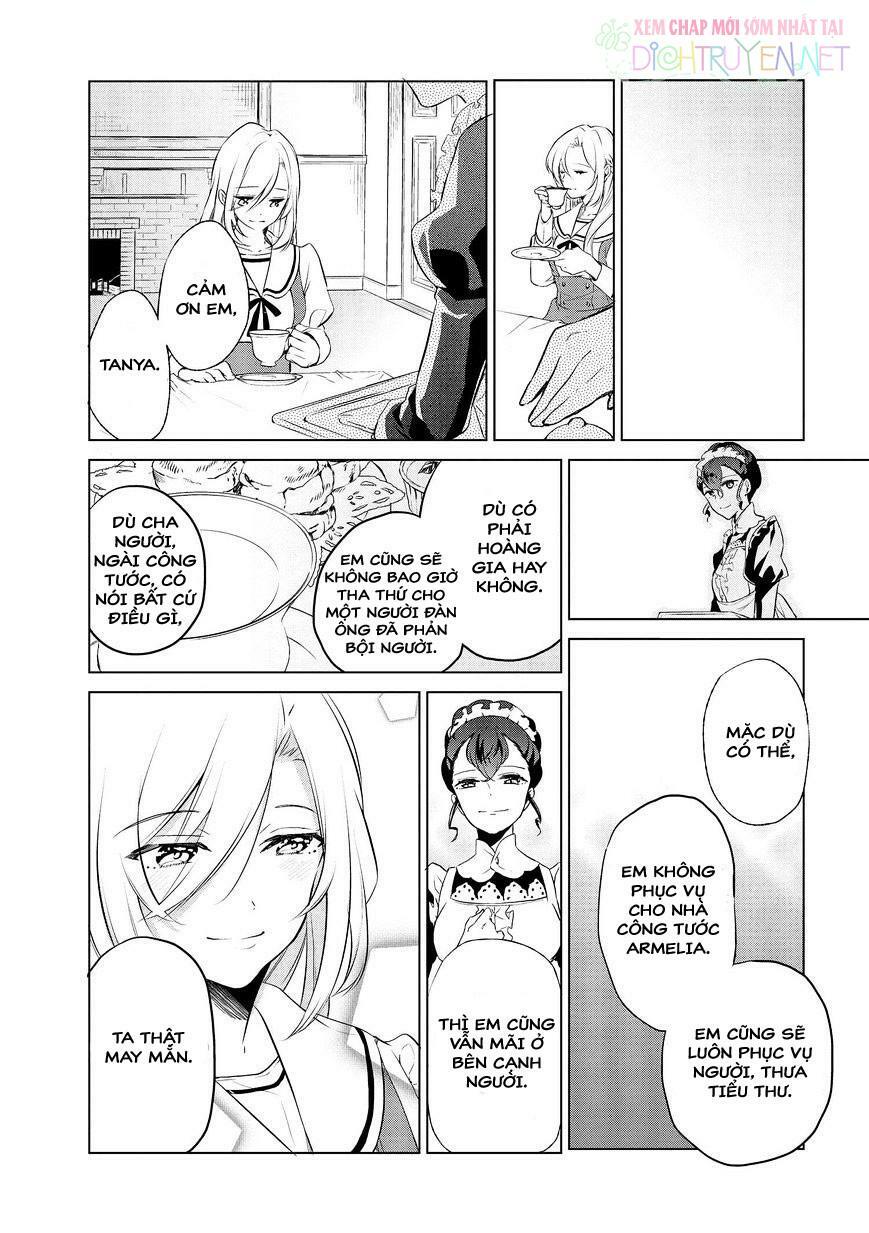 XEM CHAP MỚI SỚM NHẤT TẠI
DICHTRUYEN.NET
CẢM
ƠN EM,
TANYA.
DÙ CÓ
PHẢI
HOÀNG
GIA HAY
KHÔNG.
EM CŨNG SẼ
KHÔNG BAO GIỜ
THA THỨ CHO
MỘT NGƯỜI ĐÀN
ÔNG ĐÃ PHẢN
BỘI NGƯỜI.
DÙ CHA
NGƯỜI,
NGÀI CÔNG
TƯỚC, CÓ
NÓI BẤT CỨ
ĐIỀU GÌ,
MẶC DÙ
CÓ THỂ,
EM KHÔNG
PHỤC VỤ
CHO NHÀ
CÔNG TƯỚC
ARMELIA.
EM CŨNG SẼ
LUÔN PHỤC VỤ
NGƯỜI, THƯA
TIỂU THƯ.
THÌ EM CŨNG
VẪN MÃI Ở
BÊN CẠNH
NGƯỜI.
TA THẬT
MAY MẮN.